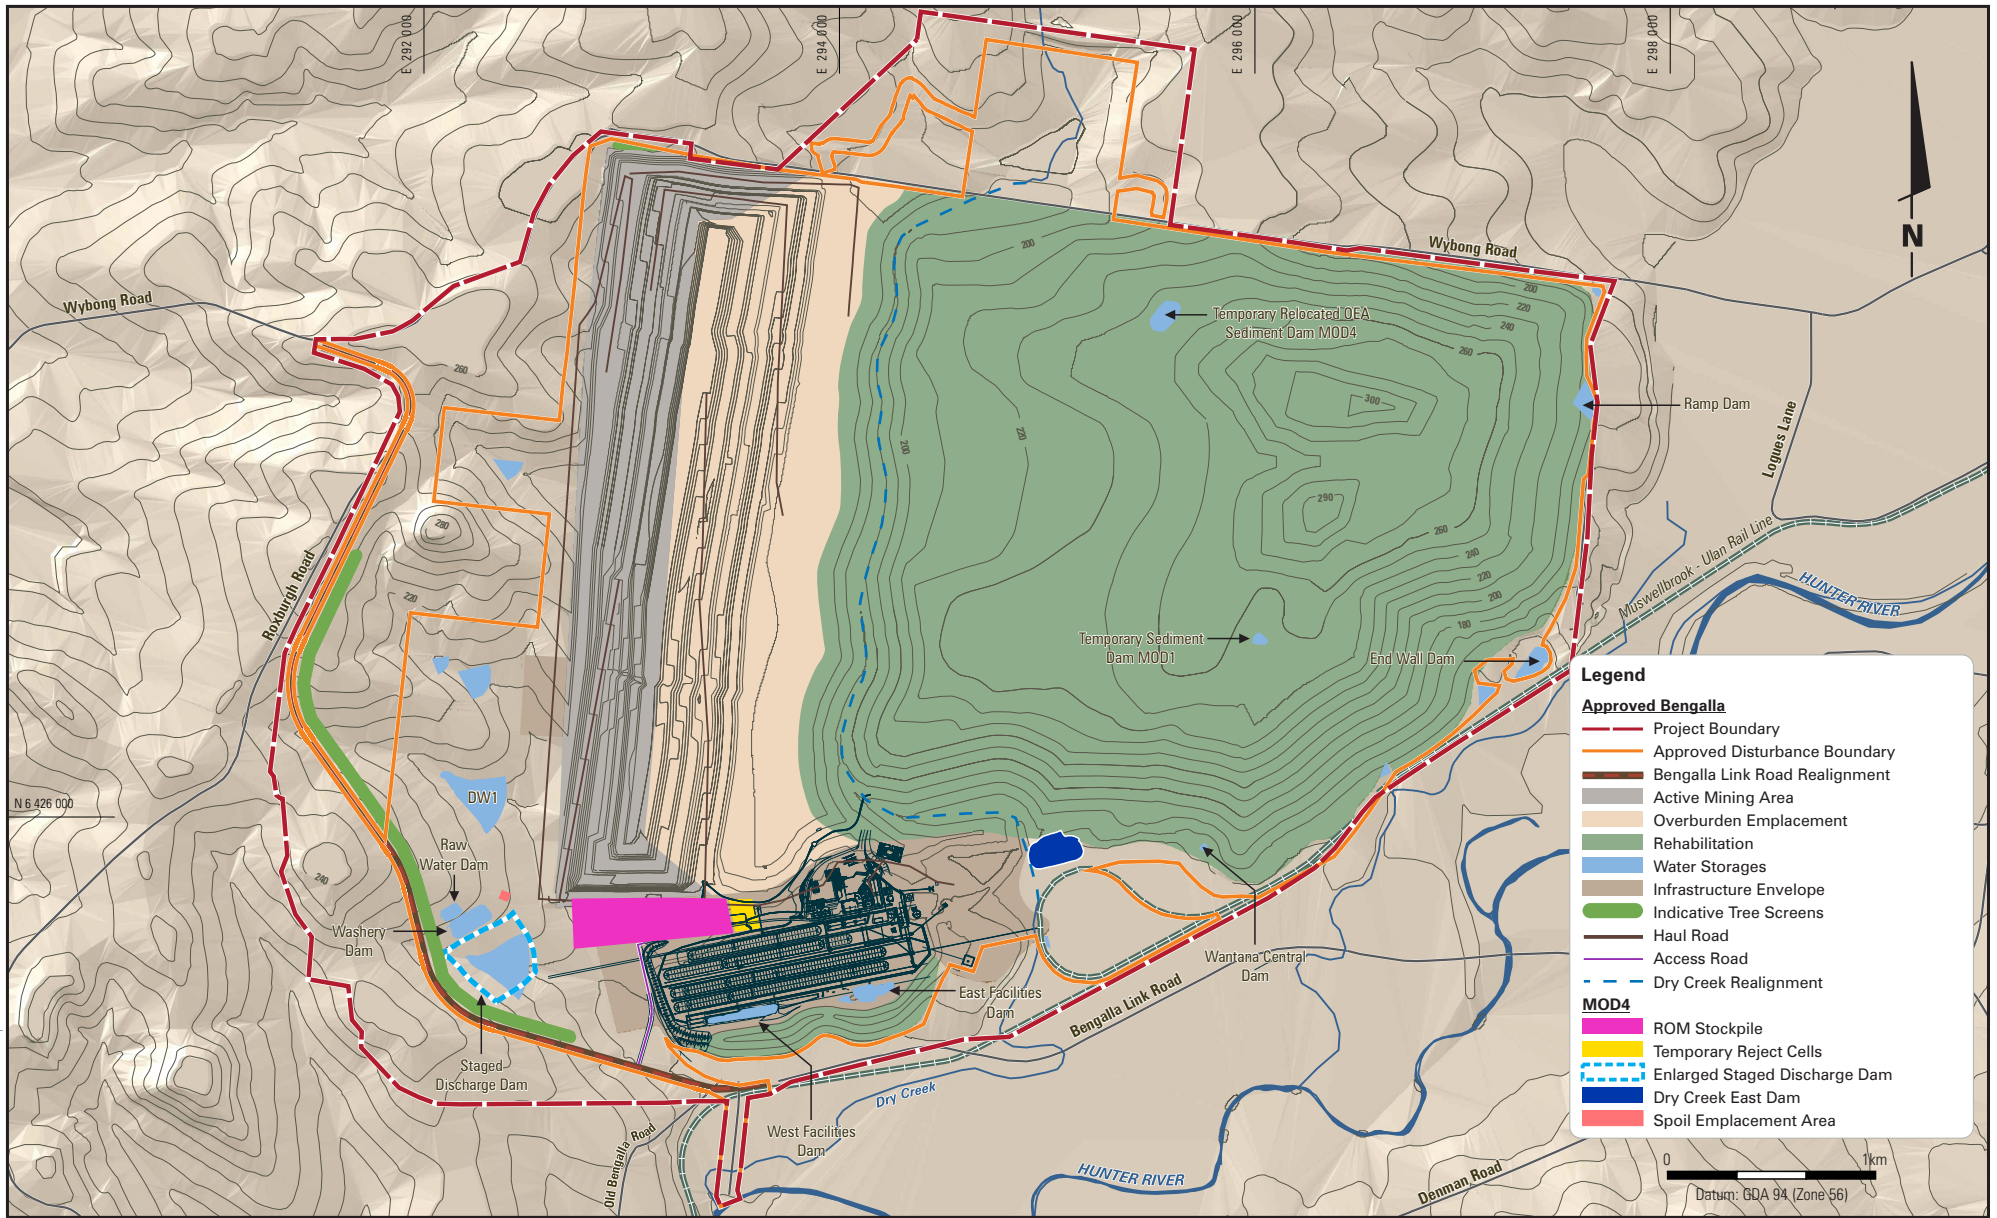 E 292 000
E 294 000
E 296 000
E 298 000
N
Wybong Road
Wybong Road
200
200
220
240
260
Temporary Relocated OEA
Sediment Dam MOD4
300
Ramp Dam
Logues Lane
260
280
200
220
290
260
240
220
200
180
Muswellbrook - Ulan Rail Line
HUNTER RIVER
Roxburgh Road
220
Temporary Sediment
Dam MOD1
End Wall Dam
N 6 426 000
DW1
Raw
Water Dam
240
Washery
Dam
Staged
Discharge Dam
East Facilities
Dam
West Facilities
Dam
Wantana Central
Dam
Bengalla Link Road
Dry Creek
Old Bengalla Road
HUNTER RIVER
Denman Road
Legend
Approved Bengalla
Project Boundary
Approved Disturbance Boundary
Bengalla Link Road Realignment
Active Mining Area
Overburden Emplacement
Rehabilitation
Water Storages
Infrastructure Envelope
Indicative Tree Screens
Haul Road
Access Road
Dry Creek Realignment
MOD4
ROM Stockpile
Temporary Reject Cells
Enlarged Staged Discharge Dam
Dry Creek East Dam
Spoil Emplacement Area
0 1km
Datum: GDA 94 (Zone 56)